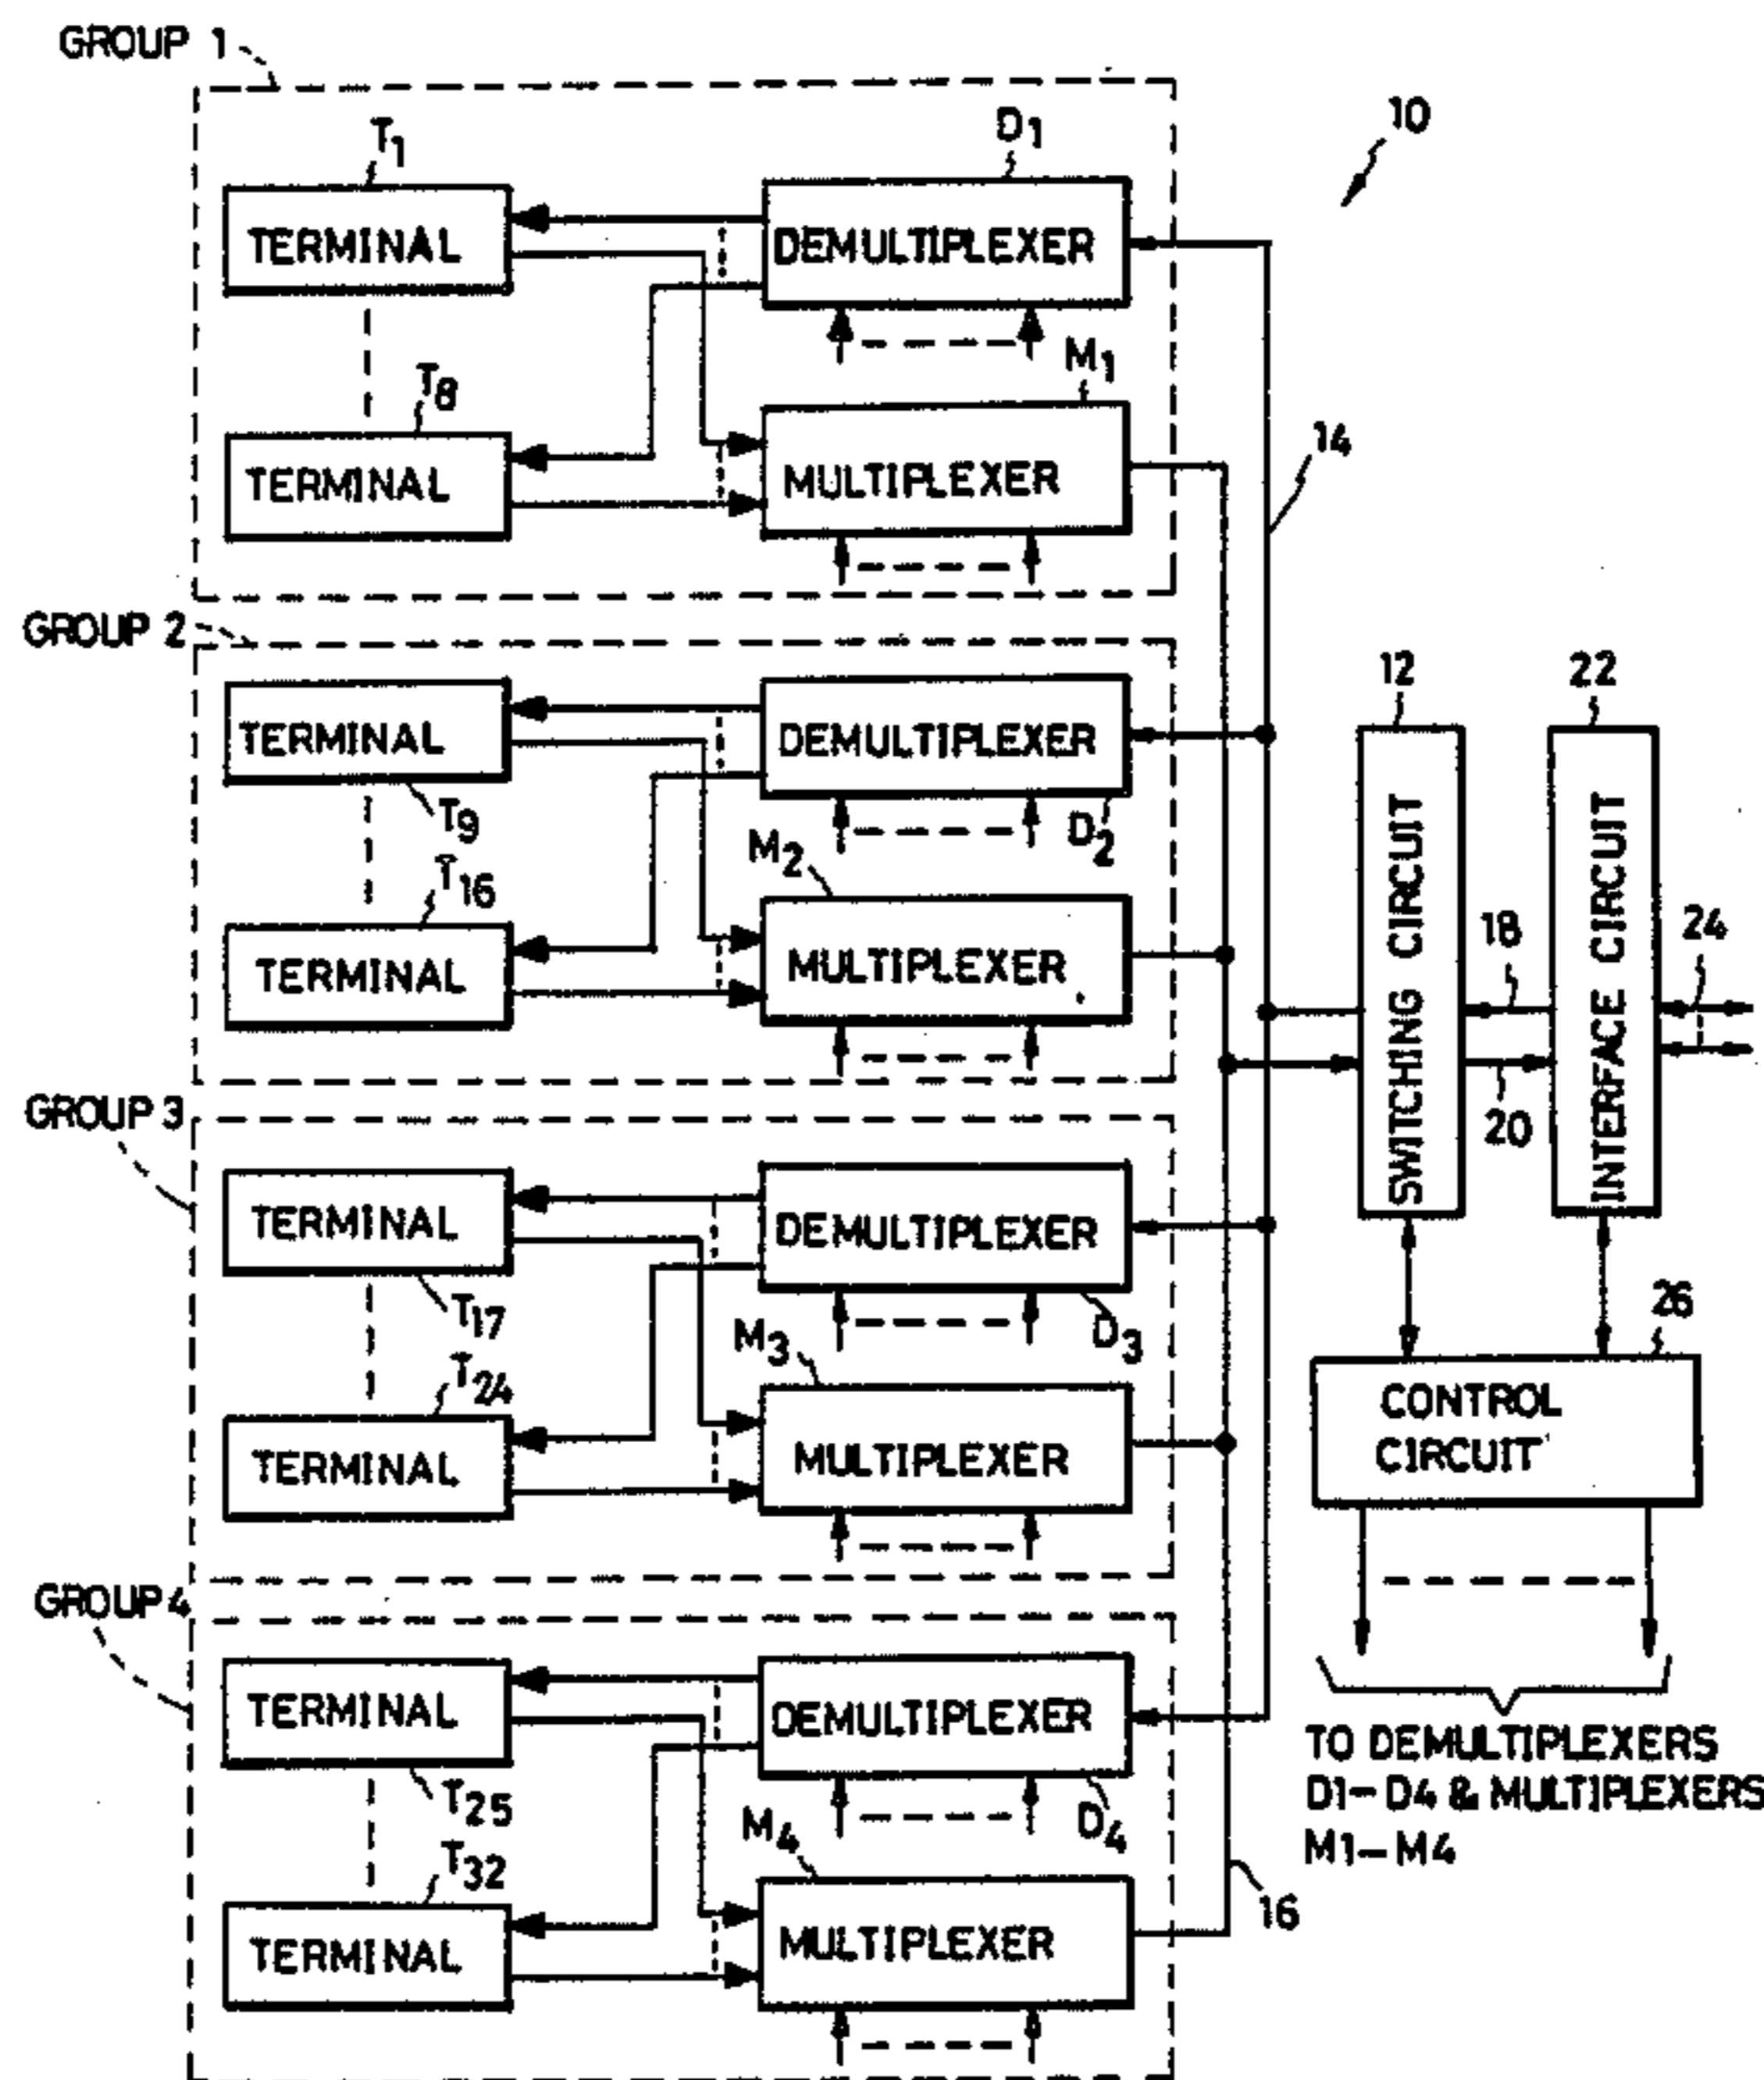 GROUP 1
10
T1
D1
TERMINAL
DEMULTIPLEXER
M1
T8
14
TERMINAL
MULTIPLEXER
GROUP 2
12
22
TERMINAL
DEMULTIPLEXER
T9
M2
D2
T16
SWITCHING CIRCUIT
INTERFACE CIRCUIT
18
24
TERMINAL
MULTIPLEXER
20
GROUP 3
TERMINAL
DEMULTIPLEXER
T17
M3
D3
26
T24
CONTROL
CIRCUIT
TERMINAL
MULTIPLEXER
GROUP 4
TERMINAL
OEMULTIPLEXER
T25
M4
D4
TO DEMULTIPLEXERS
D1-D4 & MULTIPLEXERS
M1-M4
T32
16
TERMINAL
MULTIPLEXER